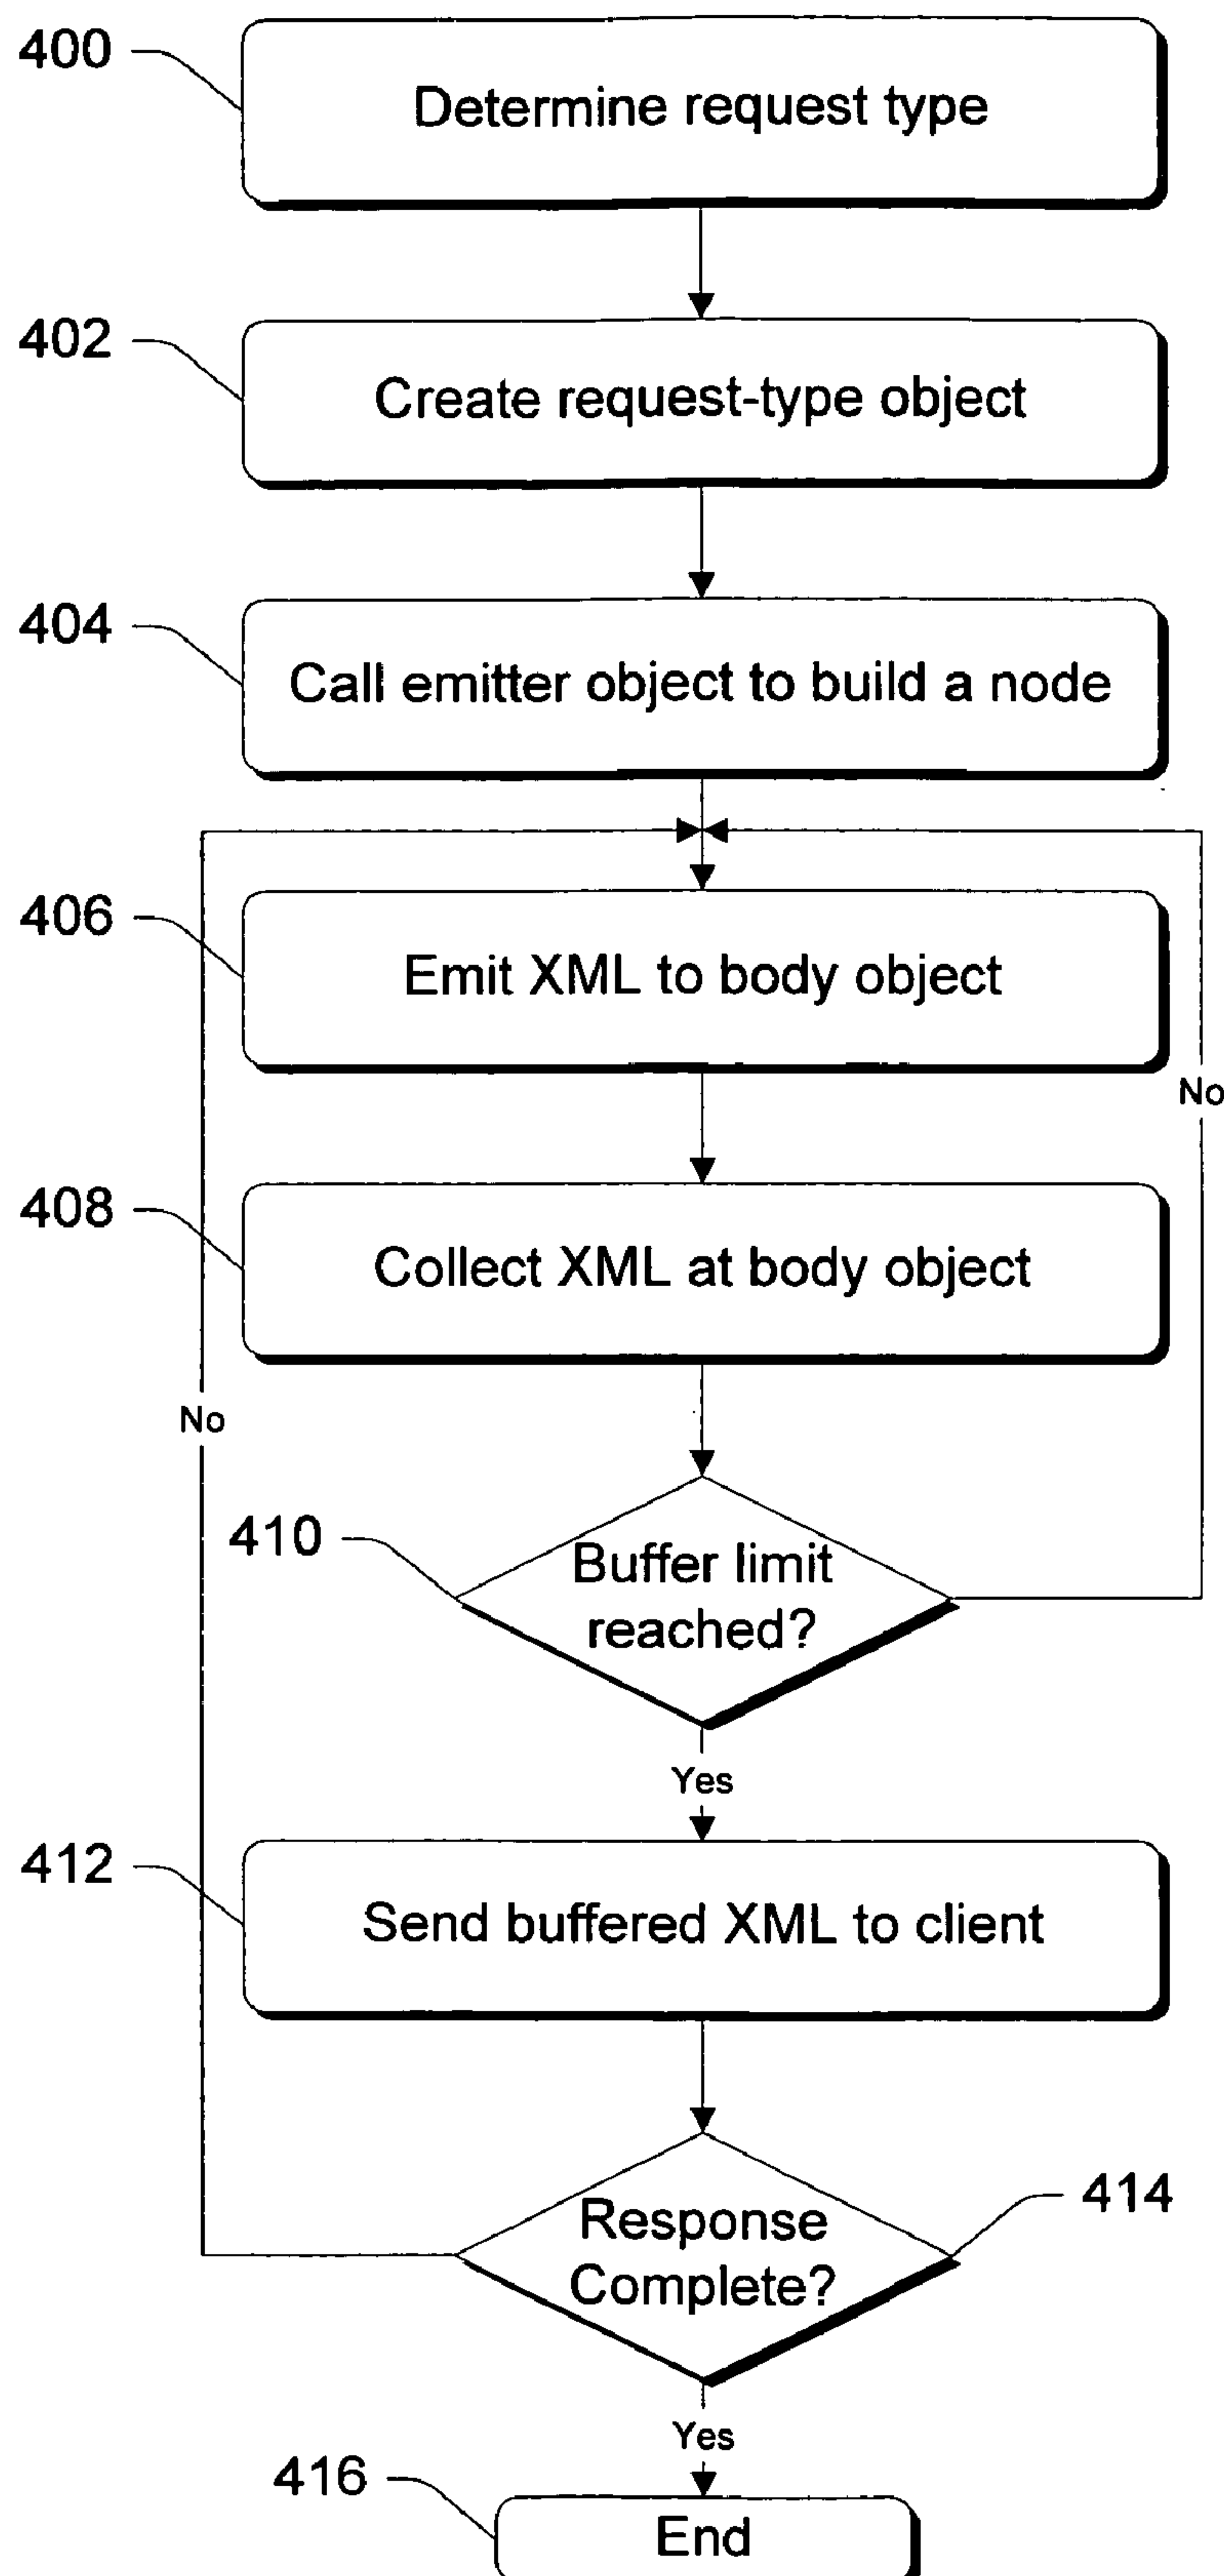 400
Determine request type
402
Create request-type object
404
Call emitter object to build a node
406
Emit XML to body object
No
408
Collect XML at body object
No
410
Buffer limit
reached?
Yes
412
Send buffered XML to client
414
Response
Complete?
Yes
416
End